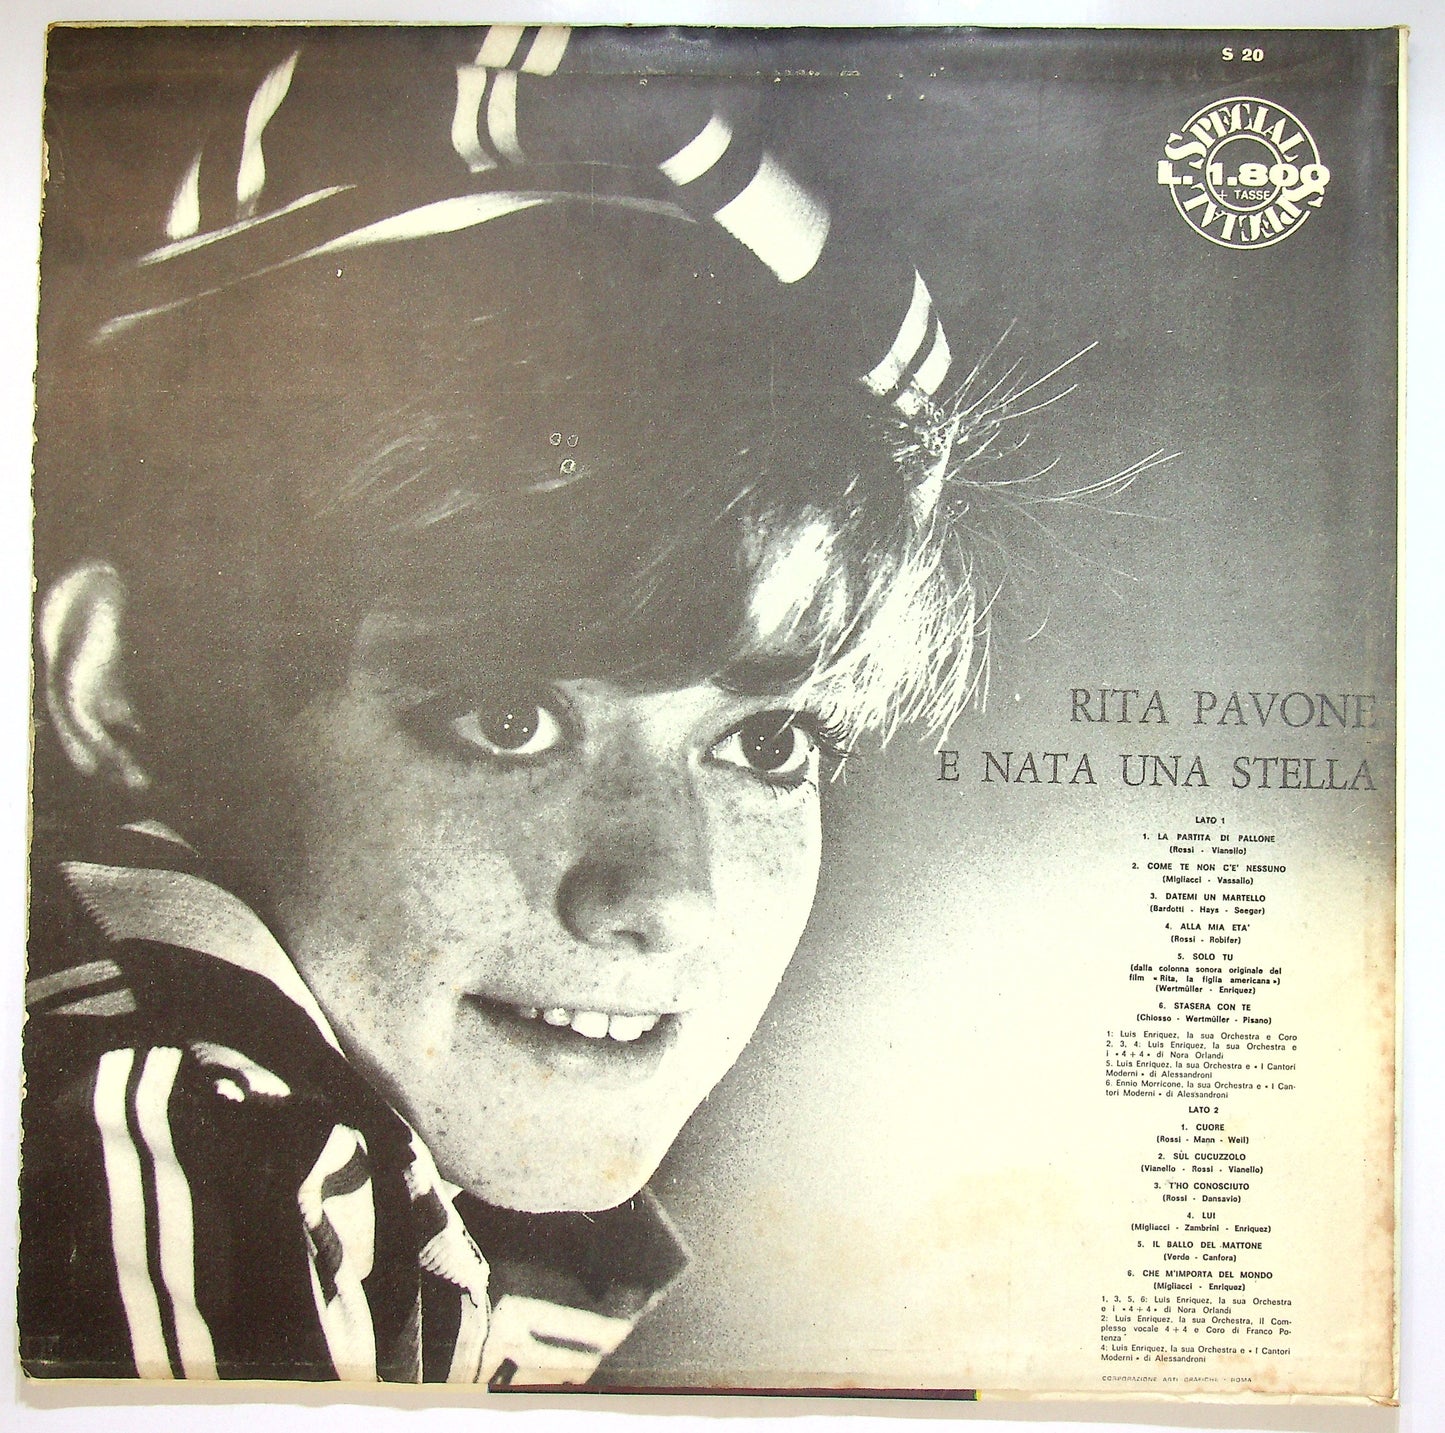 S 20
SPECIAL
L. 1.800
+ TASSE
SPECIAL
SPECIAL
RITA PAVONE
E NATA UNA STELLA
LATO 1
1. LA PARTITA DI PALLONE
(Rossi - Vianello)
2. COME TE NON C'E' NESSUNO
(Migliacci - Vassallo)
3. DATEMI UN MARTELLO
(Bardotti - Hays - Seeger)
4. ALLA MIA ETA'
(Rossi - Robifer)
5. SOLO TU
(dalla colonna sonora originale del
film «Rita, la figlia americana»)
(Wertmüller - Enriquez)
6. STASERA CON TE
(Chiosso - Wertmüller - Pisano)
1: Luis Enriquez, la sua Orchestra e Coro
2, 3, 4: Luis Enriquez, la sua Orchestra e
i «4+4» di Nora Orlandi
5. Luis Enriquez, la sua Orchestra e «I Cantori
Moderni» di Alessandroni
6. Ennio Morricone, la sua Orchestra e «I Can-
tori Moderni» di Alessandroni
LATO 2
1. CUORE
(Rossi - Mann - Weil)
2. SUL CUCUZZOLO
(Vianello - Rossi - Vianello)
3. T'HO CONOSCIUTO
(Rossi - Dansavio)
4. LUI
(Migliacci - Zambrini - Enriquez)
5. IL BALLO DEL MATTONE
(Verde - Canfora)
6. CHE M'IMPORTA DEL MONDO
(Migliacci - Enriquez)
1, 3, 5, 6: Luis Enriquez, la sua Orchestra
e i «4+4» di Nora Orlandi
2: Luis Enriquez, la sua Orchestra, il Com-
plesso vocale 4+4 e Coro di Franco Po-
tenza
4: Luis Enriquez, la sua Orchestra e «I Cantori
Moderni» di Alessandroni
CORPORAZIONE ARTI GRAFICHE - ROMA